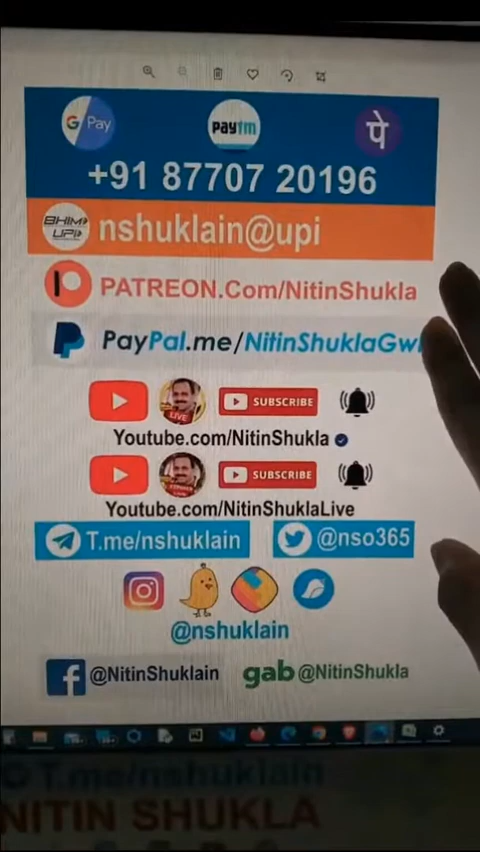 G Pay paytm पे
+91 87707 20196
BHIM UPI nshuklain@upi
PATREON.Com/NitinShukla
PayPal.me/NitinShuklaGw
LIVE SUBSCRIBE
Youtube.com/NitinShukla
SUBSCRIBE
Youtube.com/NitinShuklaLive
T.me/nshuklain @nso365
@nshuklain
@NitinShuklain gab @NitinShukla
T.me/nshuklain
NITIN SHUKLA